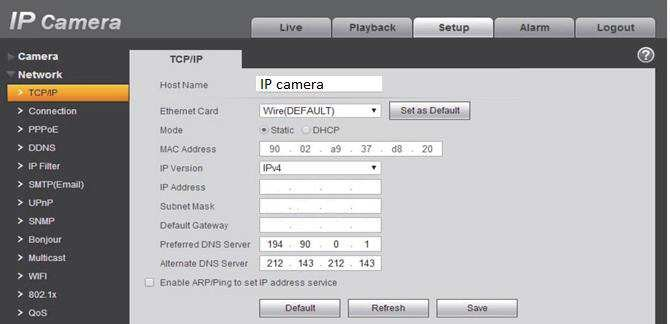 IP Camera
Live Playback Setup Alarm Logout
Camera
Network
TCP/IP
Connection
PPPoE
DDNS
IP Filter
SMTP(Email)
UPnP
SNMP
Bonjour
Multicast
WIFI
802.1x
QoS
TCP/IP
?
Host Name IP camera
Ethernet Card Wire(DEFAULT) Set as Default
Mode Static DHCP
MAC Address 90 . 02 . a9 . 37 . d8 . 20
IP Version IPv4
IP Address . . .
Subnet Mask . . .
Default Gateway . . .
Preferred DNS Server 194 . 90 . 0 . 1
Alternate DNS Server 212 . 143 . 212 . 143
Enable ARP/Ping to set IP address service
Default Refresh Save